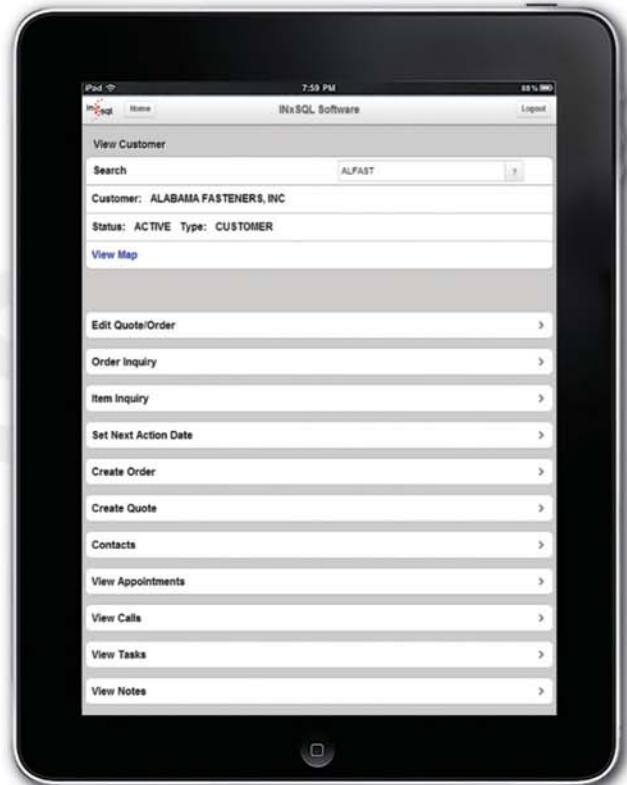 iPad 7:59 PM 88%
INxsql Home INxSQL Software Logout
View Customer
Search ALFAST ?
Customer: ALABAMA FASTENERS, INC
Status: ACTIVE Type: CUSTOMER
View Map
Edit Quote/Order
Order Inquiry
Item Inquiry
Set Next Action Date
Create Order
Create Quote
Contacts
View Appointments
View Calls
View Tasks
View Notes